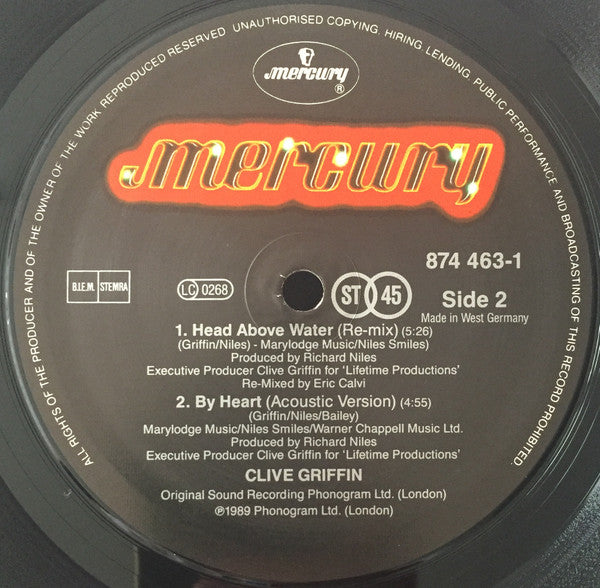 ALL RIGHTS OF THE PRODUCER AND OF THE OWNER OF THE WORK REPRODUCED RESERVED. UNAUTHORISED COPYING. HIRING. LENDING. PUBLIC PERFORMANCE AND BROADCASTING OF THIS RECORD PROHIBITED.
mercury
®
mercury
874 463-1
B.I.E.M. STEMRA
LC 0268
ST 45
Side 2
Made in West Germany
1. Head Above Water (Re-mix) (5:26)
(Griffin/Niles) - Marylodge Music/Niles Smiles)
Produced by Richard Niles
Executive Producer Clive Griffin for 'Lifetime Productions'
Re-Mixed by Eric Calvi
2. By Heart (Acoustic Version) (4:55)
(Griffin/Niles/Bailey)
Marylodge Music/Niles Smiles/Warner Chappell Music Ltd.
Produced by Richard Niles
Executive Producer Clive Griffin for 'Lifetime Productions')
CLIVE GRIFFIN
Original Sound Recording Phonogram Ltd. (London)
℗1989 Phonogram Ltd. (London)